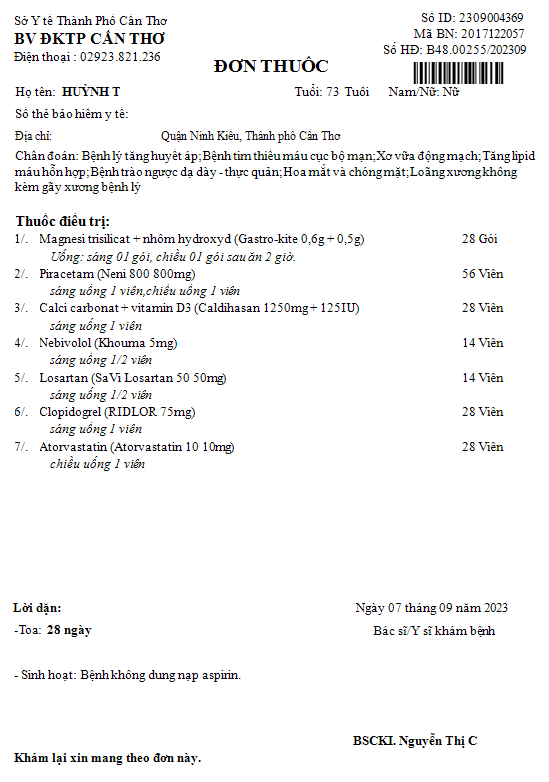 Sở Y tế Thành Phố Cần Thơ
BV ĐKTP CẦN THƠ
Điện thoại : 02923.821.236
Số ID: 2309004369
Mã BN: 2017122057
Số HĐ: B48.00255/202309
ĐƠN THUỐC
Họ tên: HUỲNH T Tuổi: 73 Tuổi Nam/Nữ: Nữ
Số thẻ bảo hiểm y tế:
Địa chỉ: Quận Ninh Kiều, Thành phố Cần Thơ
Chẩn đoán: Bệnh lý tăng huyết áp;Bệnh tim thiếu máu cục bộ mạn;Xơ vữa động mạch;Tăng lipid
máu hỗn hợp;Bệnh trào ngược dạ dày - thực quản;Hoa mắt và chóng mặt;Loãng xương không
kèm gãy xương bệnh lý
Thuốc điều trị:
1/. Magnesi trisilicat + nhôm hydroxyd (Gastro-kite 0,6g + 0,5g) 28 Gói
Uống: sáng 01 gói, chiều 01 gói sau ăn 2 giờ.
2/. Piracetam (Neni 800 800mg) 56 Viên
sáng uống 1 viên,chiều uống 1 viên
3/. Calci carbonat + vitamin D3 (Caldihasan 1250mg + 125IU) 28 Viên
sáng uống 1 viên
4/. Nebivolol (Khouma 5mg) 14 Viên
sáng uống 1/2 viên
5/. Losartan (SaVi Losartan 50 50mg) 14 Viên
sáng uống 1/2 viên
6/. Clopidogrel (RIDLOR 75mg) 28 Viên
sáng uống 1 viên
7/. Atorvastatin (Atorvastatin 10 10mg) 28 Viên
chiều uống 1 viên
Lời dặn: Ngày 07 tháng 09 năm 2023
-Toa: 28 ngày Bác sĩ/Y sĩ khám bệnh
- Sinh hoạt: Bệnh không dung nạp aspirin.
BSCKI. Nguyễn Thị C
Khám lại xin mang theo đơn này.